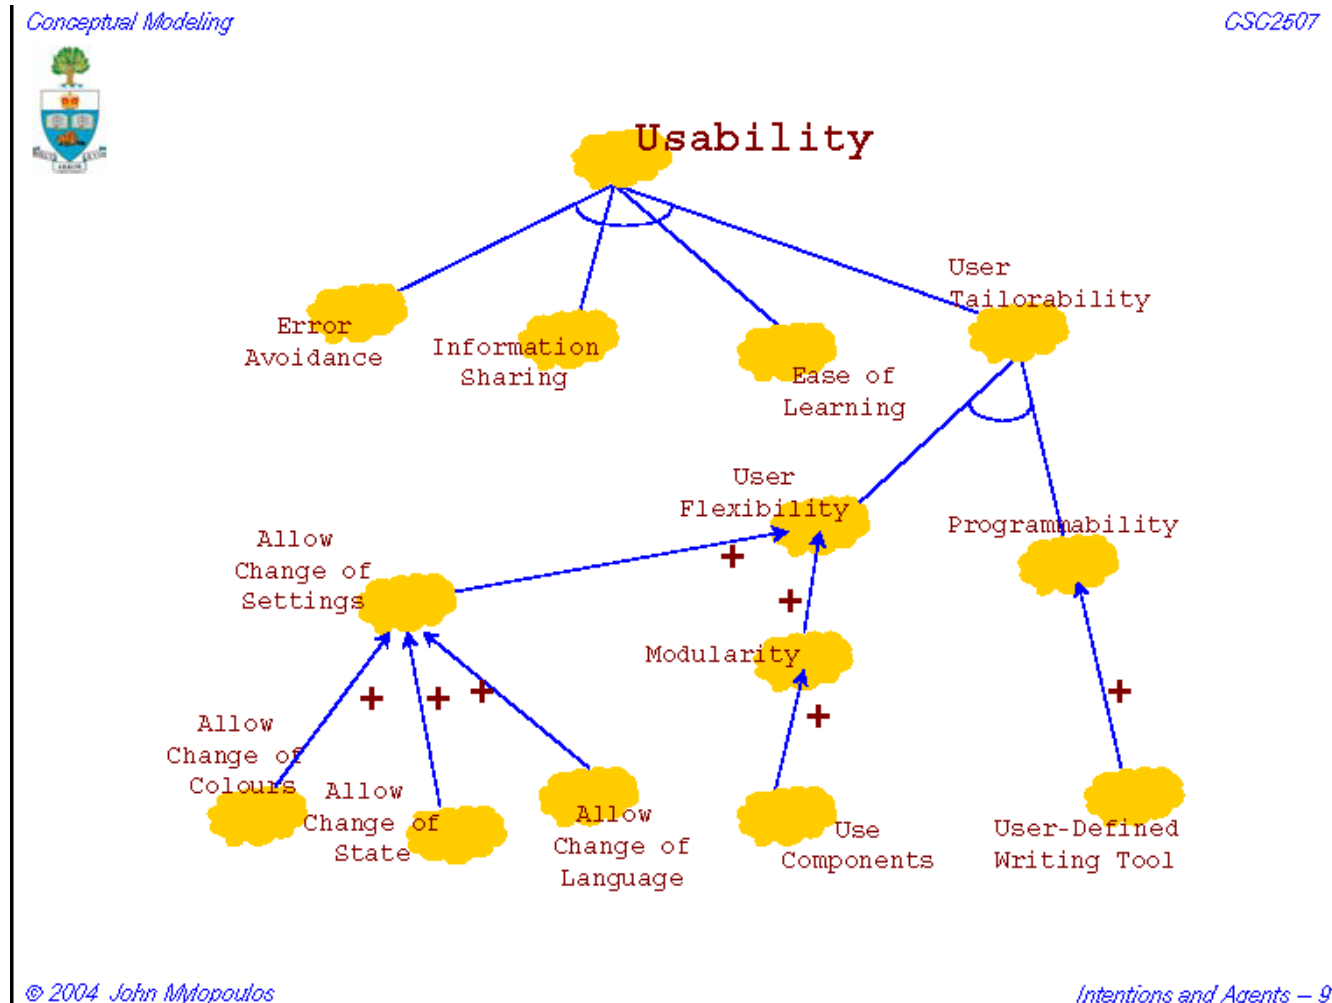 Conceptual Modeling
CSC2507
Usability
User
Tailorability
Error
Avoidance
Information
Sharing
Ease of
Learning
User
Flexibility
Programmability
Allow
Change of
Settings
+
+
Modularity
+
+
+
+
+
Allow
Change of
Colours
Allow
Change of
State
Allow
Change of
Language
Use
Components
User-Defined
Writing Tool
© 2004 John Mylopoulos
Intentions and Agents – 9